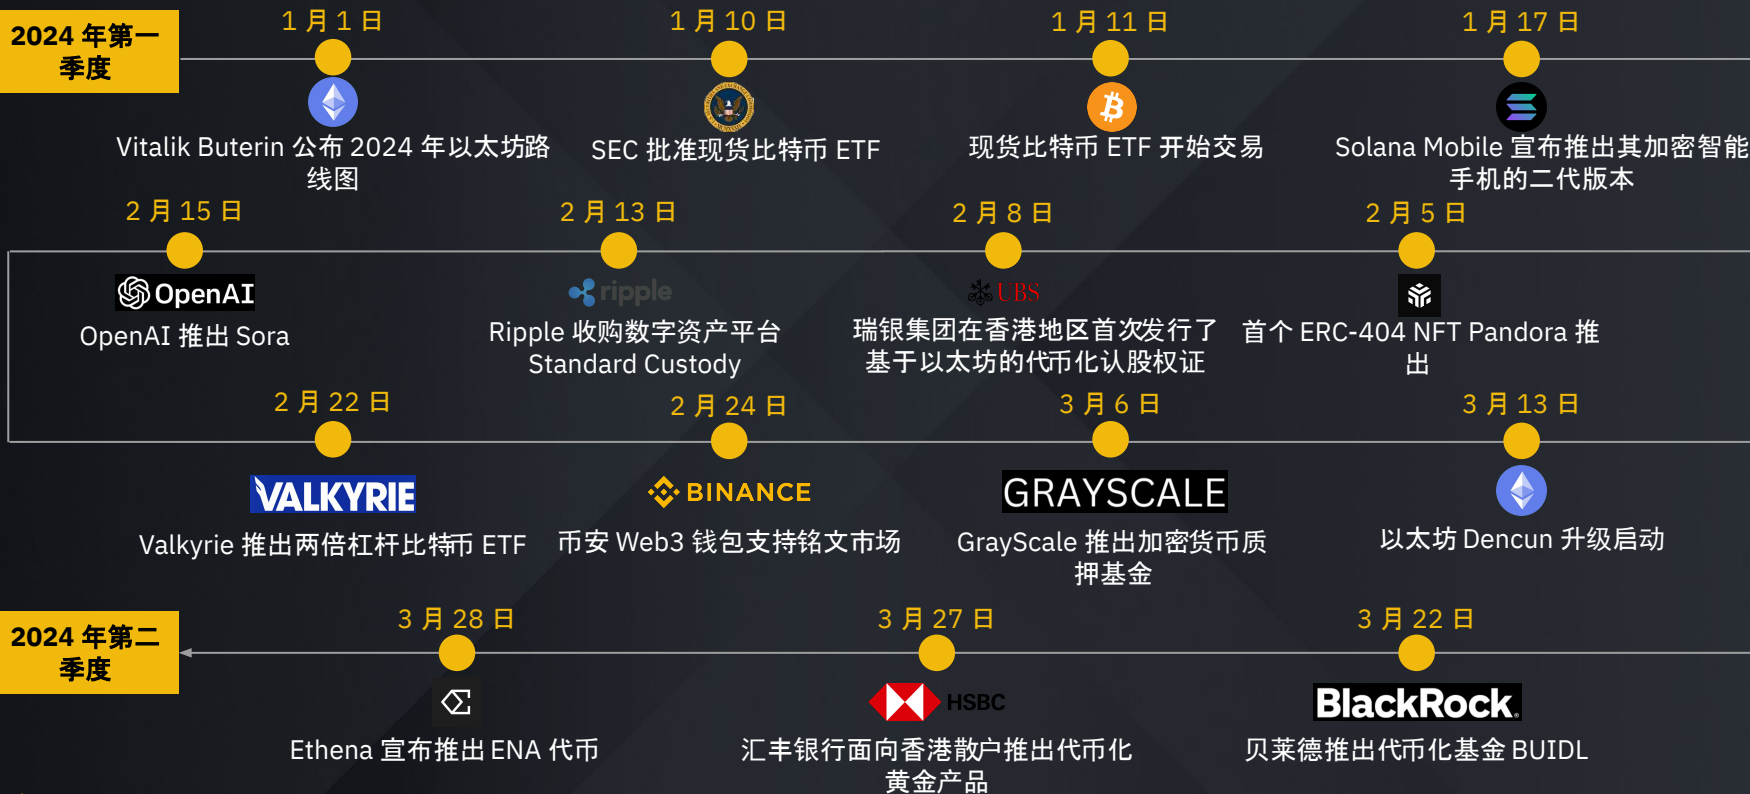 2024 年第一
季度
1 月 1 日
Vitalik Buterin 公布 2024 年以太坊路
线图
1 月 10 日
SEC 批准现货比特币 ETF
1 月 11 日
现货比特币 ETF 开始交易
1 月 17 日
Solana Mobile 宣布推出其加密智能
手机的二代版本
2 月 15 日
OpenAI
OpenAI 推出 Sora
2 月 13 日
ripple
Ripple 收购数字资产平台
Standard Custody
2 月 8 日
UBS
瑞银集团在香港地区首次发行了
基于以太坊的代币化认股权证
2 月 5 日
首个 ERC-404 NFT Pandora 推
出
2 月 22 日
VALKYRIE
Valkyrie 推出两倍杠杆比特币 ETF
2 月 24 日
BINANCE
币安 Web3 钱包支持铭文市场
3 月 6 日
GRAYSCALE
GrayScale 推出加密货币质
押基金
3 月 13 日
以太坊 Dencun 升级启动
2024 年第二
季度
3 月 28 日
Ethena 宣布推出 ENA 代币
3 月 27 日
HSBC
汇丰银行面向香港散户推出代币化
黄金产品
3 月 22 日
BlackRock.
贝莱德推出代币化基金 BUIDL